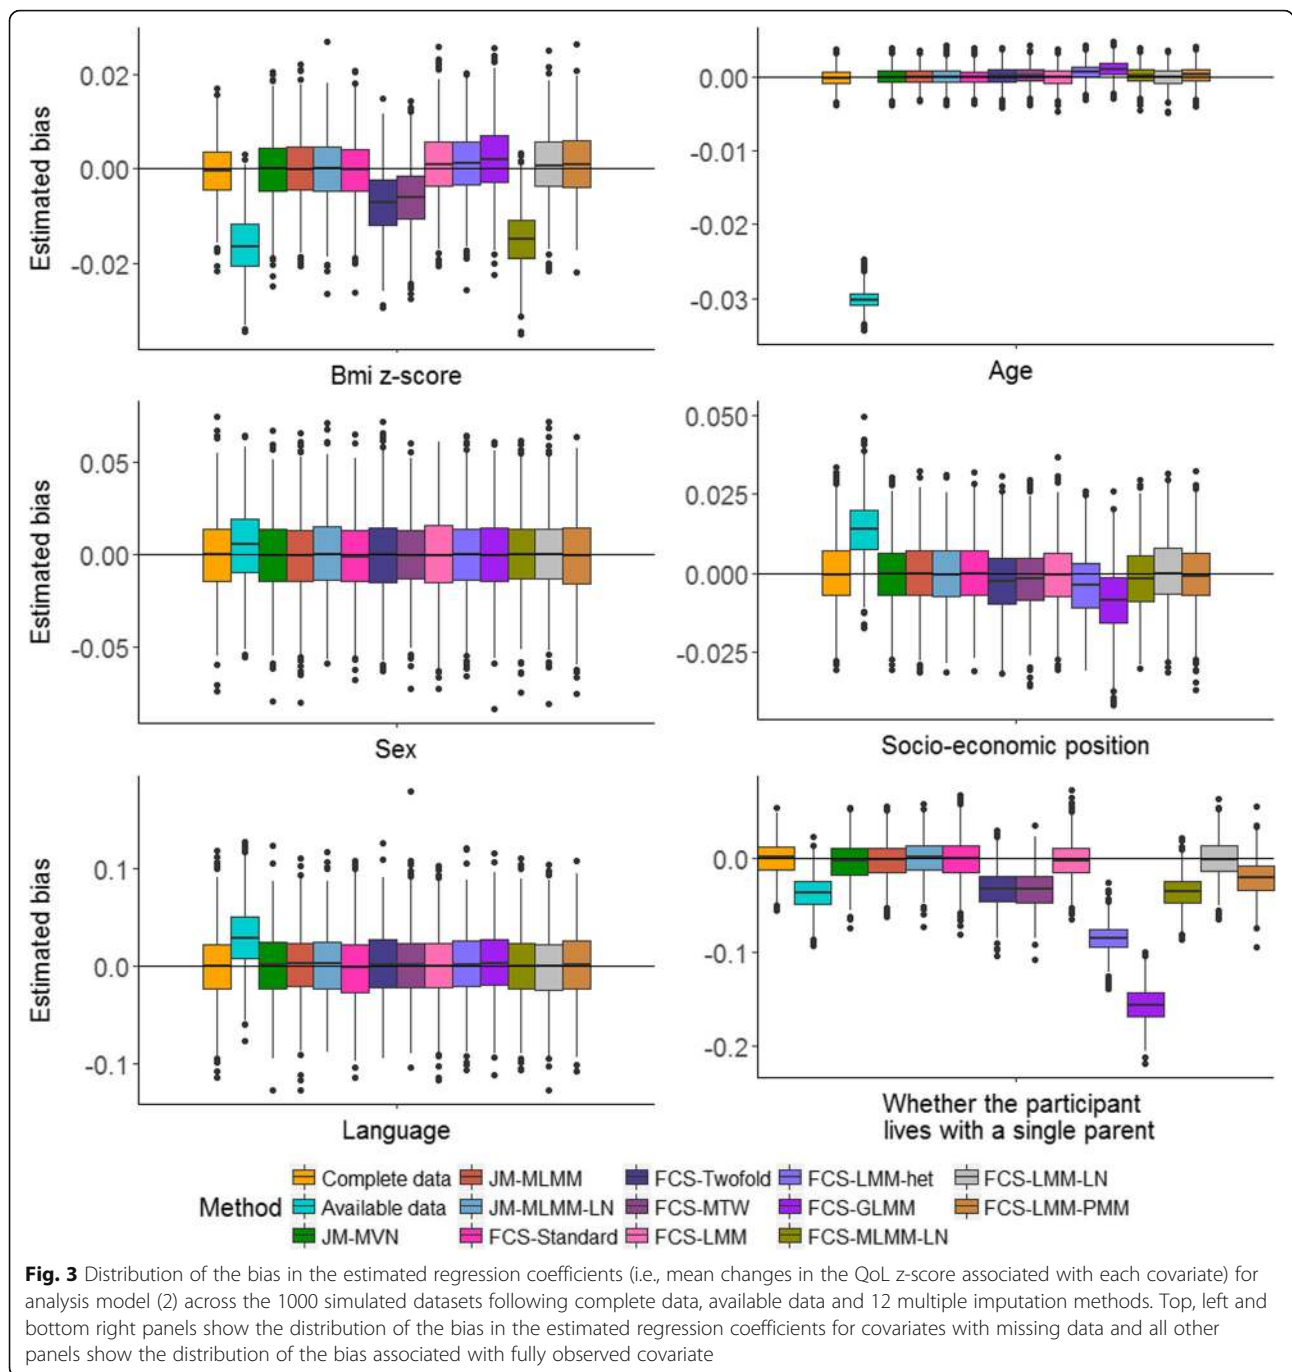 0.02
0.00
-0.02
Estimated bias
Bmi z-score
0.00
-0.01
-0.02
-0.03
Age
0.05
0.00
-0.05
Estimated bias
Sex
0.050
0.025
0.000
-0.025
Socio-economic position
0.1
0.0
-0.1
Estimated bias
Language
0.0
-0.1
-0.2
Whether the participant
lives with a single parent
Method
Complete data
Available data
JM-MVN
JM-MLMM
JM-MLMM-LN
FCS-Standard
FCS-Twofold
FCS-MTW
FCS-LMM
FCS-LMM-het
FCS-GLMM
FCS-MLMM-LN
FCS-LMM-LN
FCS-LMM-PMM
Fig. 3 Distribution of the bias in the estimated regression coefficients (i.e., mean changes in the QoL z-score associated with each covariate) for
analysis model (2) across the 1000 simulated datasets following complete data, available data and 12 multiple imputation methods. Top, left and
bottom right panels show the distribution of the bias in the estimated regression coefficients for covariates with missing data and all other
panels show the distribution of the bias associated with fully observed covariate